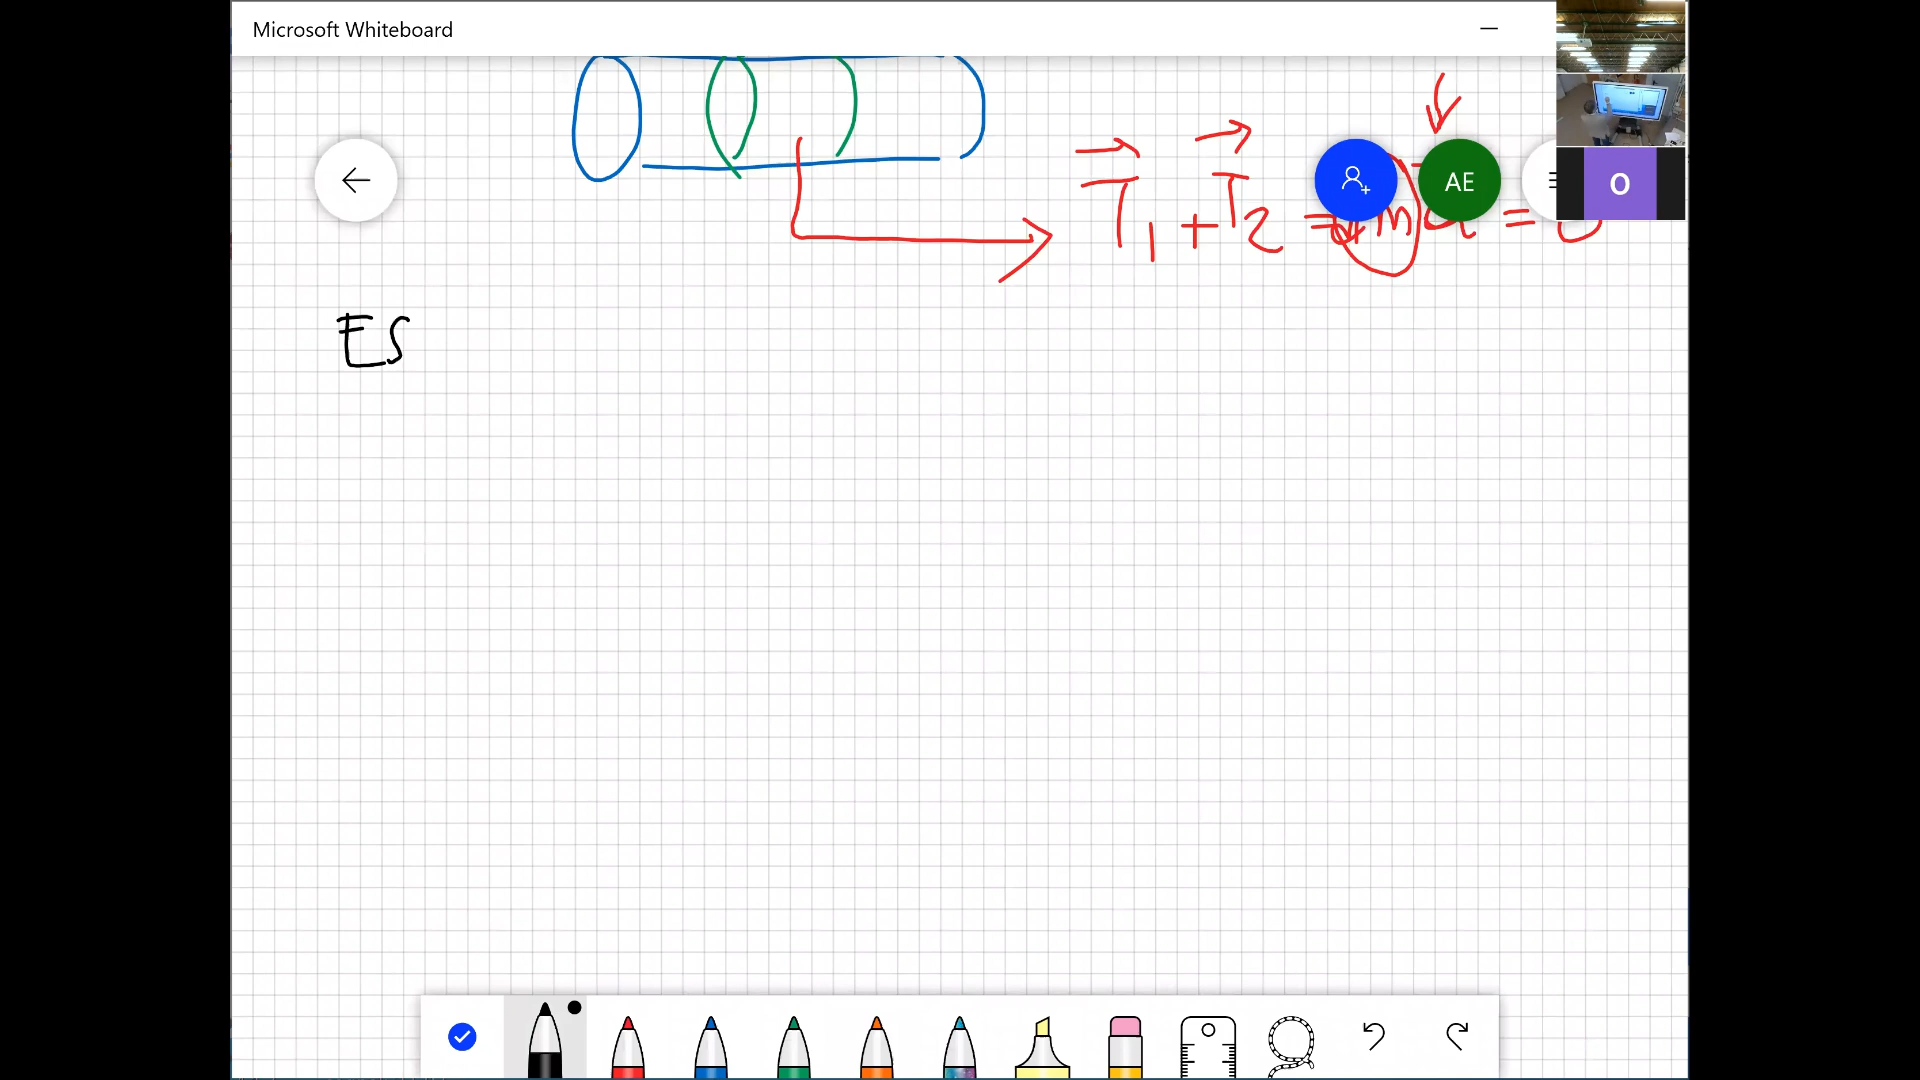 Microsoft Whiteboard
AE
O
T₁ + T₂ =
=
ES